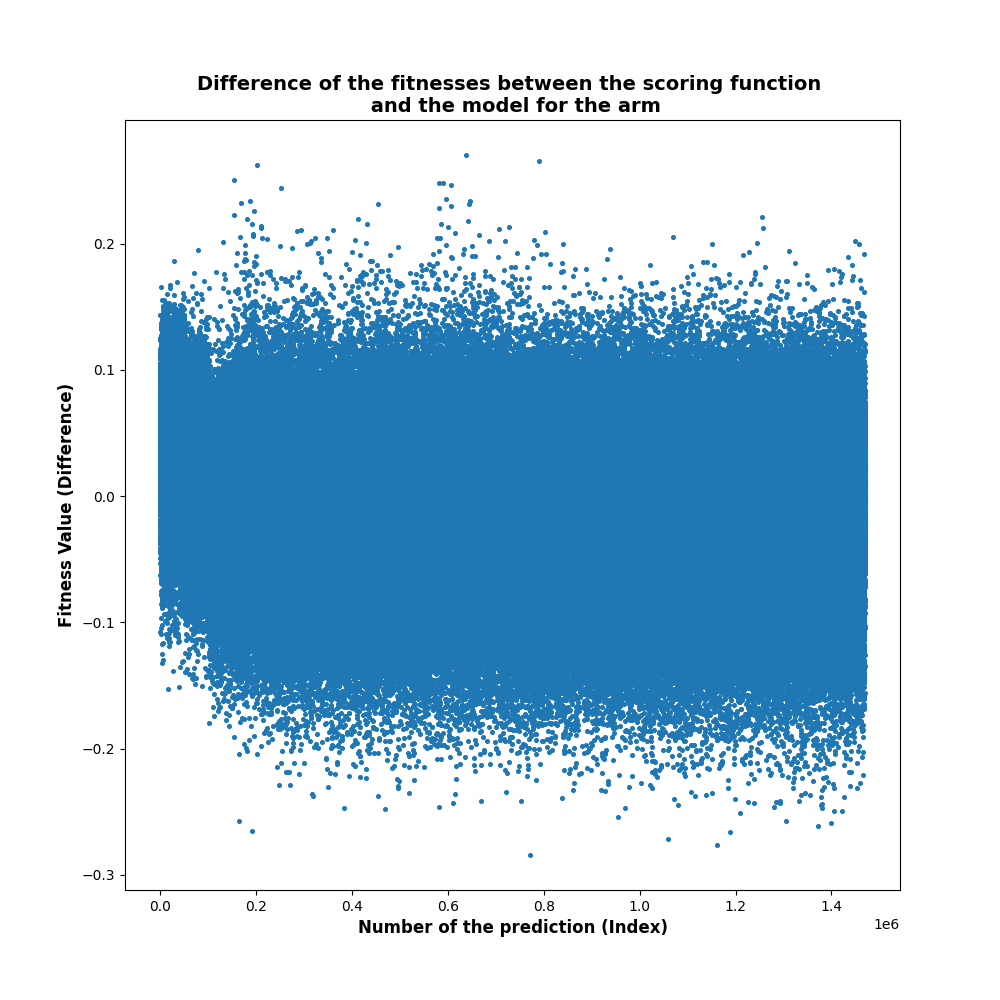 Difference of the fitnesses between the scoring function
and the model for the arm
Fitness Value (Difference)
0.2
0.1
0.0
−0.1
−0.2
−0.3
0.0 0.2 0.4 0.6 0.8 1.0 1.2 1.4
1e6
Number of the prediction (Index)